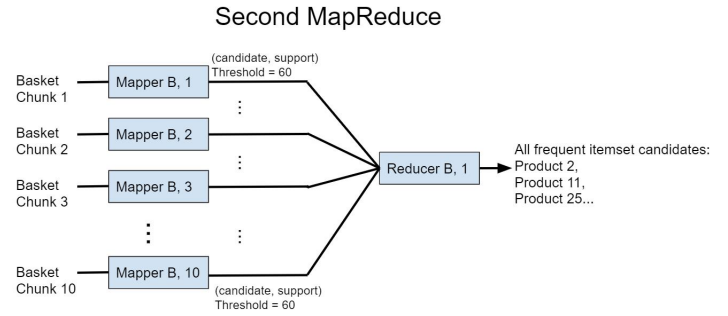 Second MapReduce
(candidate, support)
Threshold = 60
Basket
Chunk 1
Mapper B, 1
Basket
Chunk 2
Mapper B, 2
Basket
Chunk 3
Mapper B, 3
Basket
Chunk 10
Mapper B, 10
(candidate, support)
Threshold = 60
Reducer B, 1
All frequent itemset candidates:
Product 2,
Product 11,
Product 25...